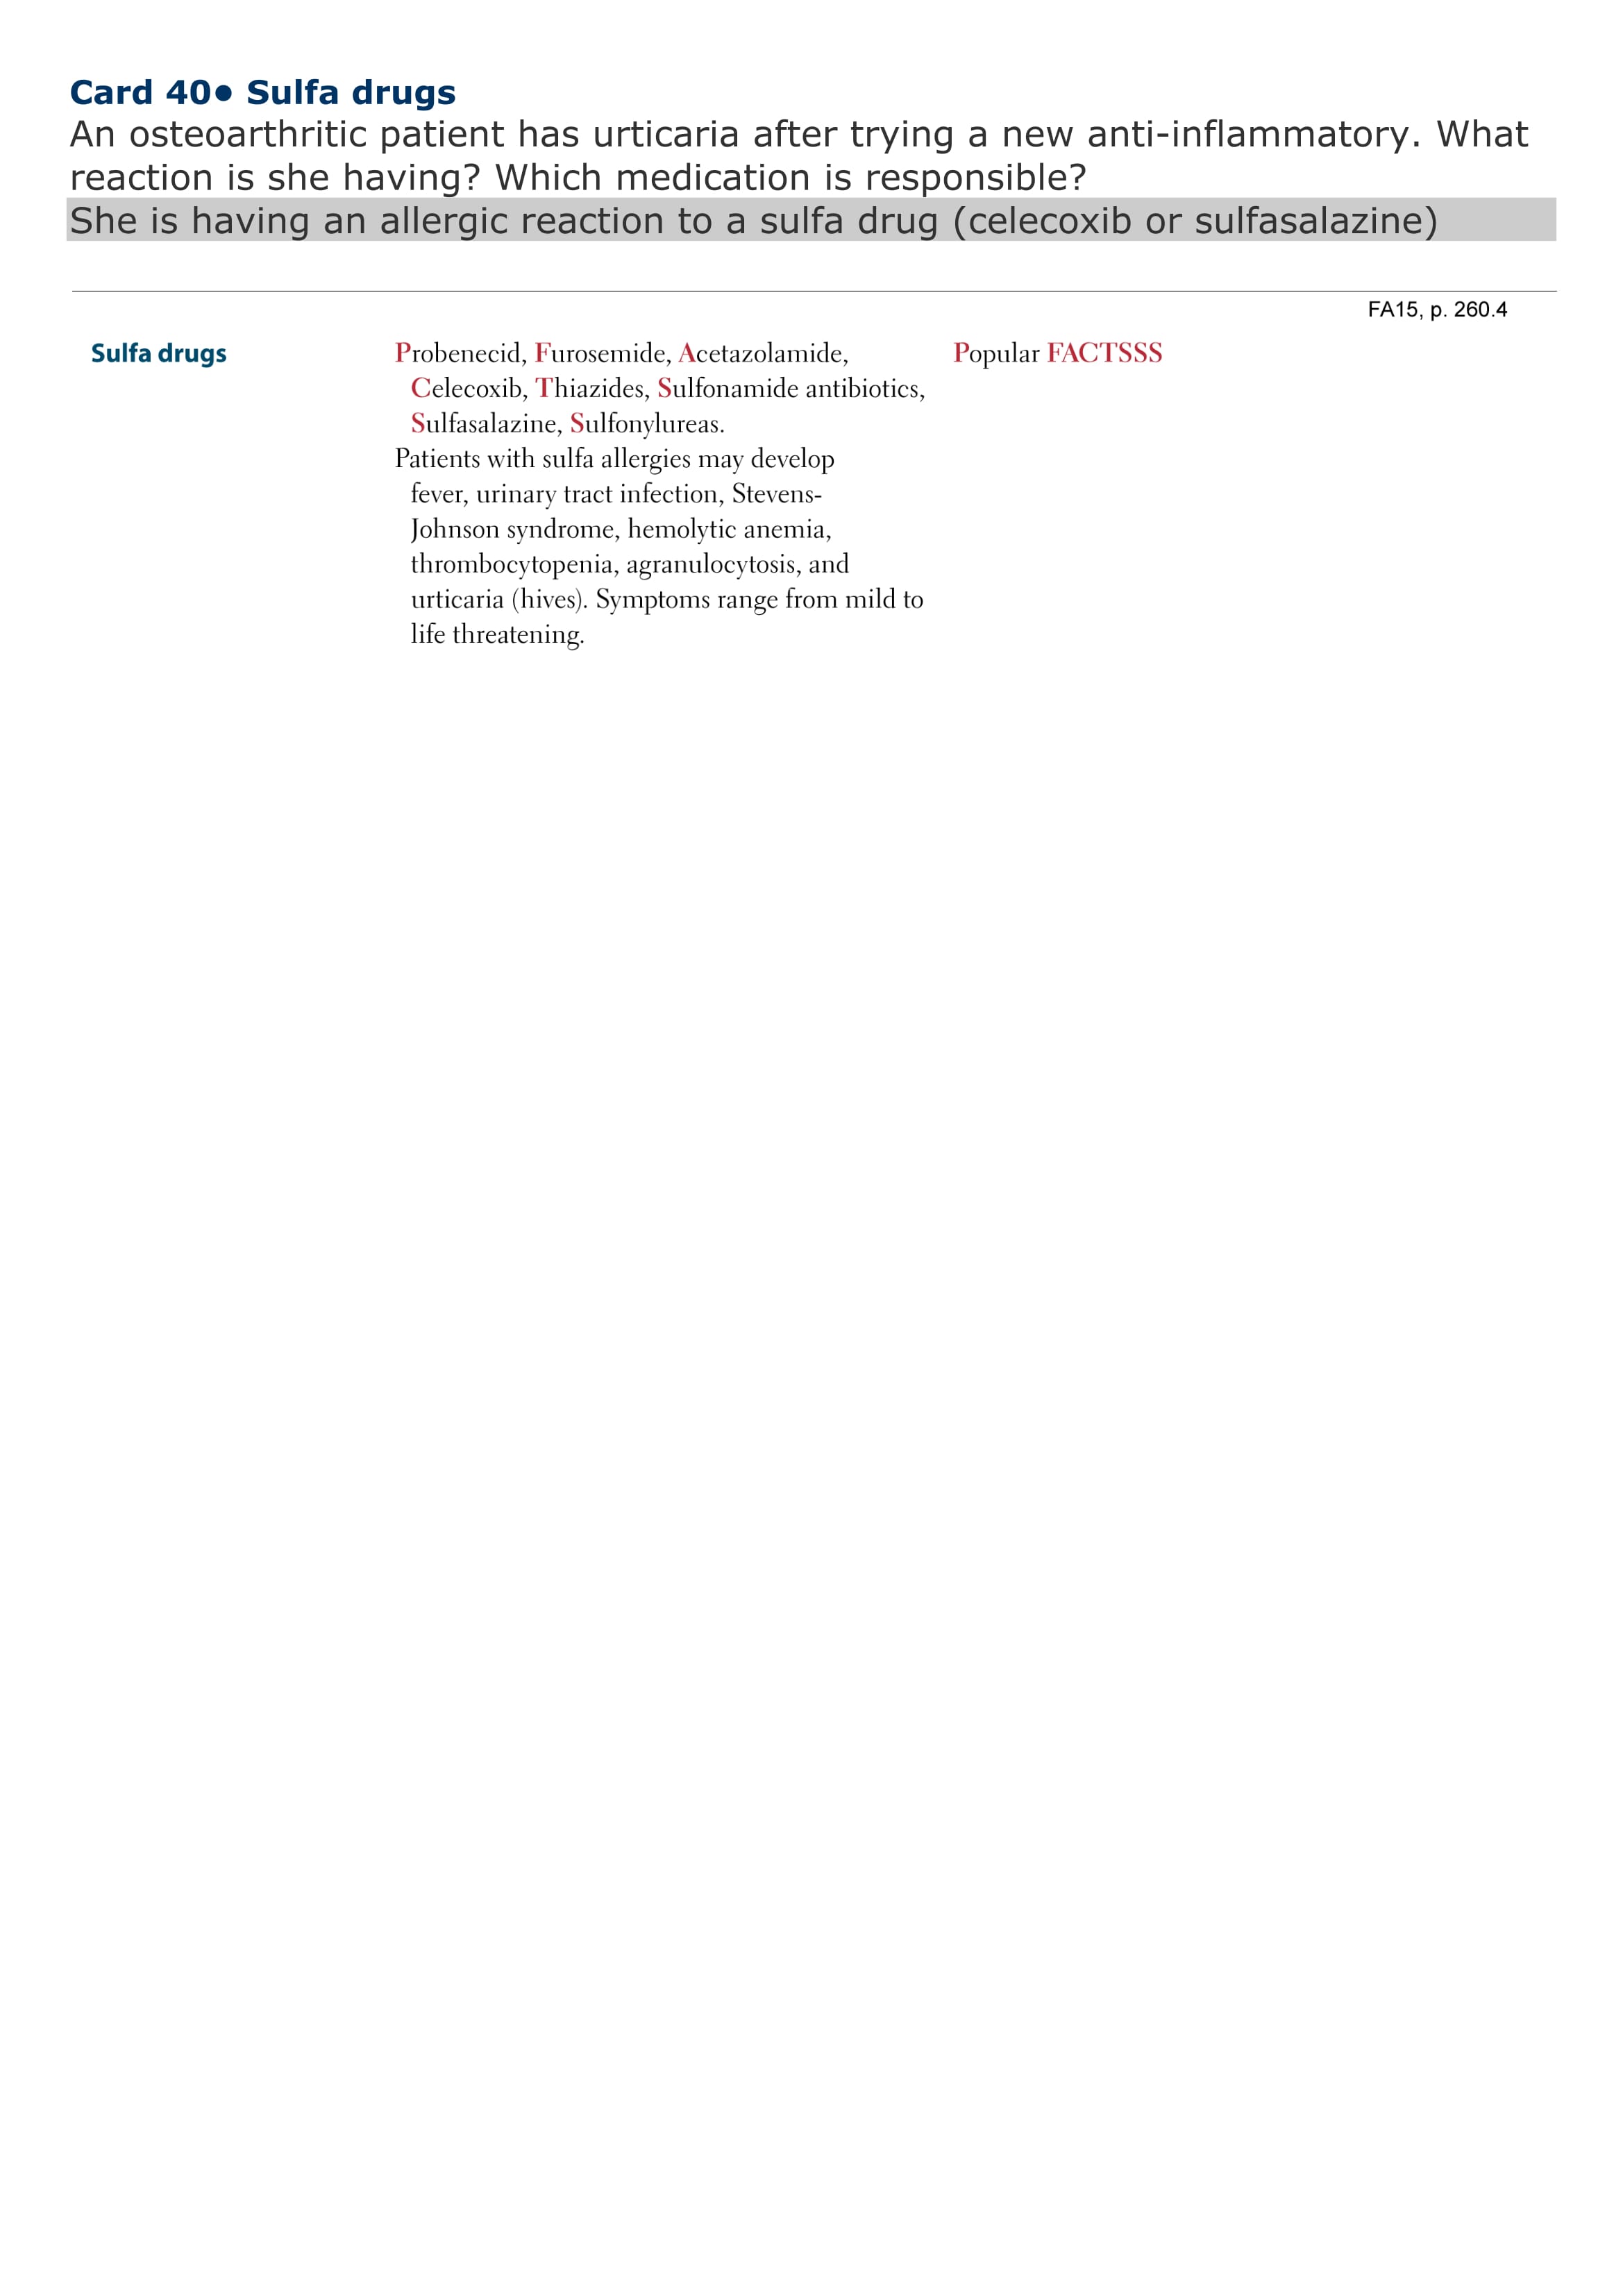 Card 40● Sulfa drugs
An osteoarthritic patient has urticaria after trying a new anti-inflammatory. What
reaction is she having? Which medication is responsible?
She is having an allergic reaction to a sulfa drug (celecoxib or sulfasalazine)
FA15, p. 260.4
Sulfa drugs
Probenecid, Furosemide, Acetazolamide,
Celecoxib, Thiazides, Sulfonamide antibiotics,
Sulfasalazine, Sulfonylureas.
Patients with sulfa allergies may develop
fever, urinary tract infection, Stevens-
Johnson syndrome, hemolytic anemia,
thrombocytopenia, agranulocytosis, and
urticaria (hives). Symptoms range from mild to
life threatening.
Popular FACTSSS